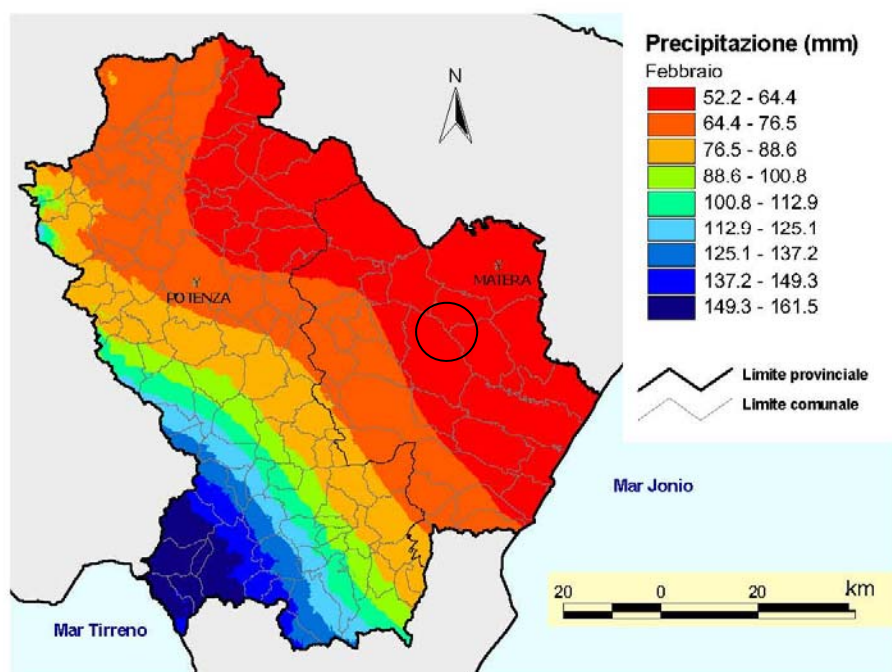 Precipitazione (mm)
Febbraio
52.2 - 64.4
64.4 - 76.5
76.5 - 88.6
88.6 - 100.8
100.8 - 112.9
112.9 - 125.1
125.1 - 137.2
137.2 - 149.3
149.3 - 161.5
N
MATERA
POTENZA
Limite provinciale
Limite comunale
Mar Jonio
20 0 20 km
Mar Tirreno